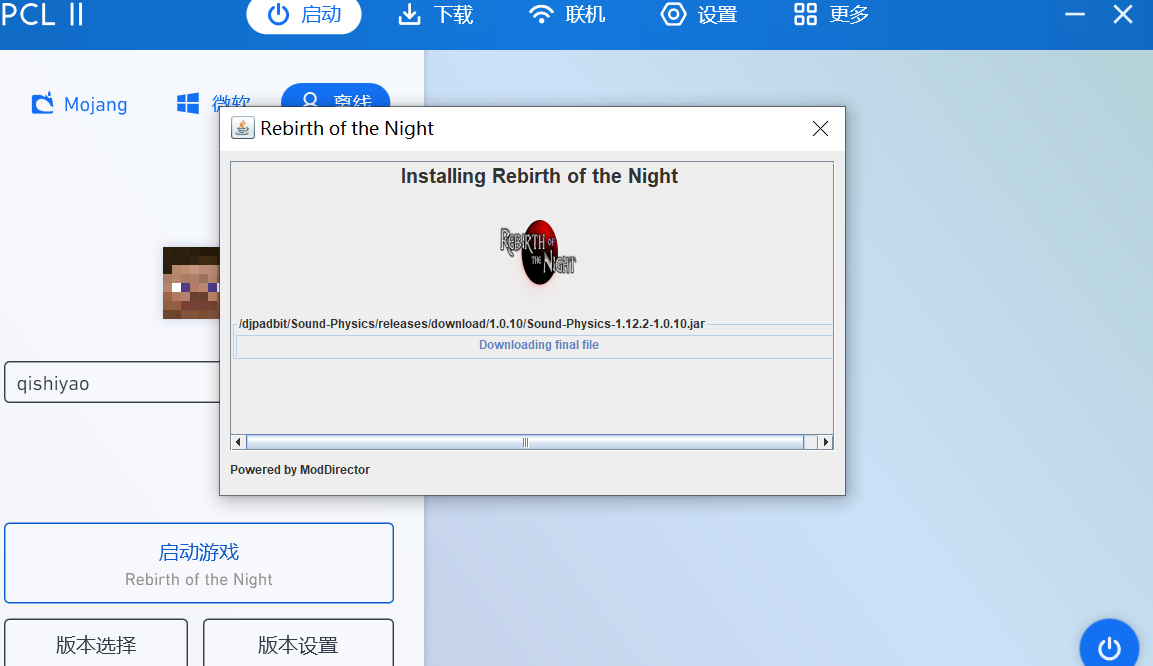 PCL II
启动
下载
联机
设置
更多
Mojang
微软
离线
Rebirth of the Night
Installing Rebirth of the Night
REBIRTH OF
THE NIGHT
/djpadbit/Sound-Physics/releases/download/1.0.10/Sound-Physics-1.12.2-1.0.10.jar
Downloading final file
qishiyao
Powered by ModDirector
启动游戏
Rebirth of the Night
版本选择
版本设置